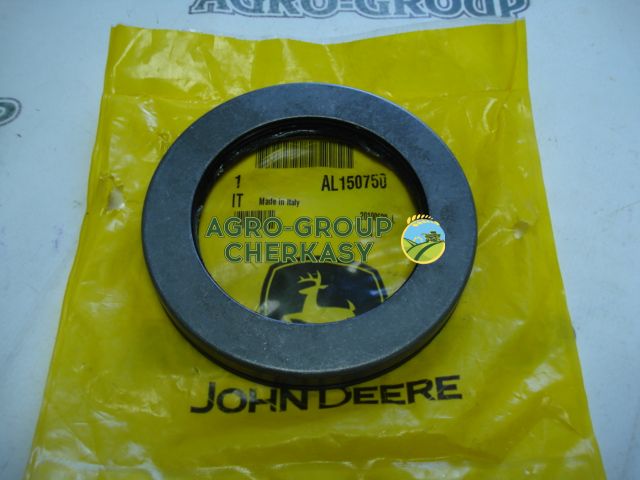 AGRO-GROUP
1
AL150750
IT
Made in Italy
AGRO-GROUP
CHERKASY
JOHN DEERE